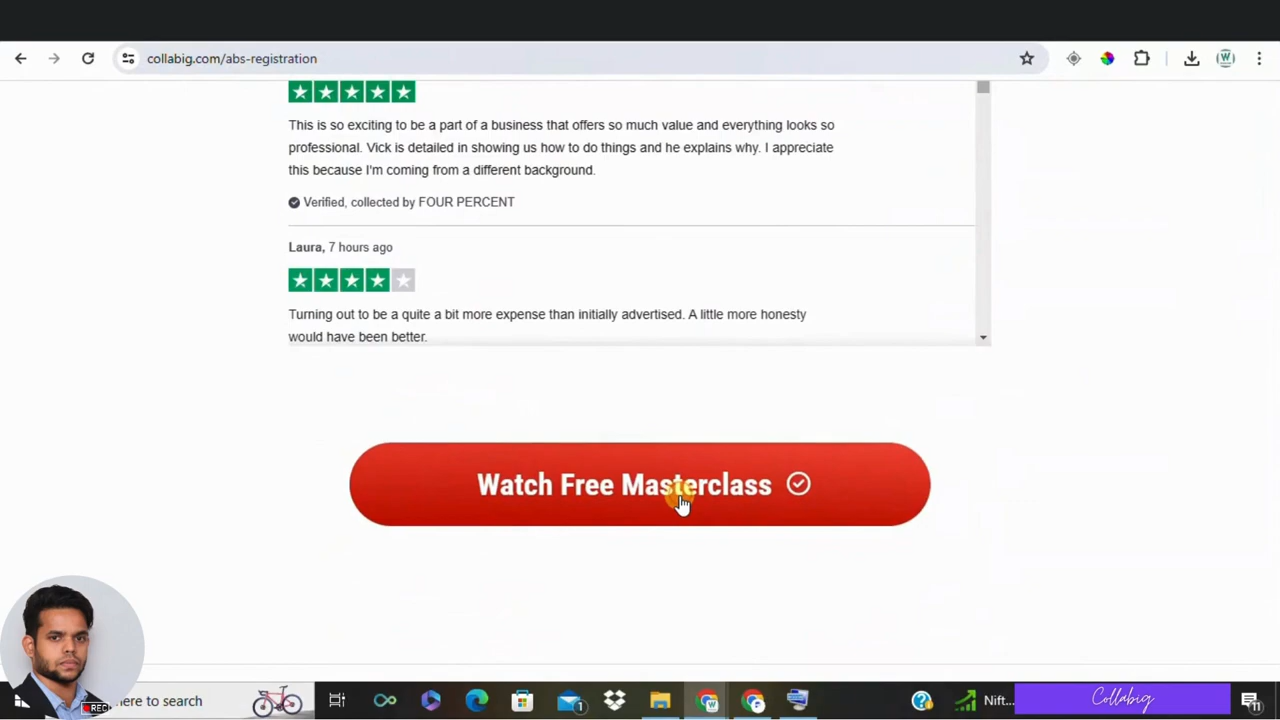 collabig.com/abs-registration
This is so exciting to be a part of a business that offers so much value and everything looks so
professional. Vick is detailed in showing us how to do things and he explains why. I appreciate
this because I'm coming from a different background.
Verified, collected by FOUR PERCENT
Laura, 7 hours ago
Turning out to be a quite a bit more expense than initially advertised. A little more honesty
would have been better.
Watch Free Masterclass
REC
here to search
1
Nift...
Collabig
11